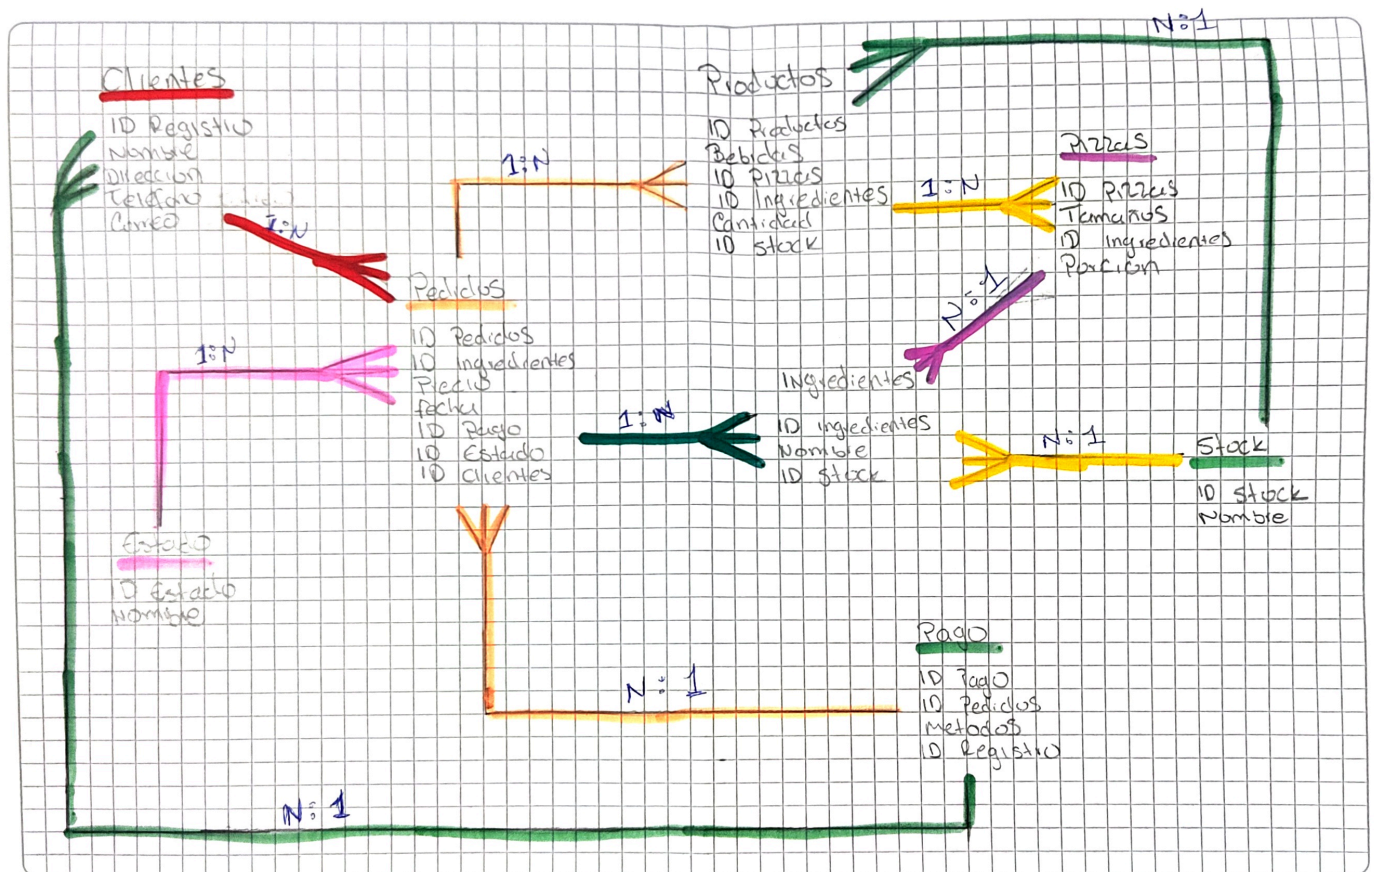 N:1
Clientes
ID Registro
Nombre
Dirección
Teléfono
Correo
1:N
1:N
Productos
ID Productos
Bebidas
ID Pizzas
ID Ingredientes
Cantidad
ID stock
1:N
Pizzas
ID Pizzas
Tamaños
ID Ingredientes
Porción
Pedidos
ID Pedidos
ID Ingredientes
Precio
fecha
ID Pago
ID Estado
ID Clientes
1:N
1:N
N:1
Ingredientes
ID Ingredientes
Nombre
ID Stock
N:1
Stock
ID Stock
Nombre
Estado
ID Estado
Nombre
N:1
Pago
ID Pago
ID Pedidos
metodos
ID Registro
N:1